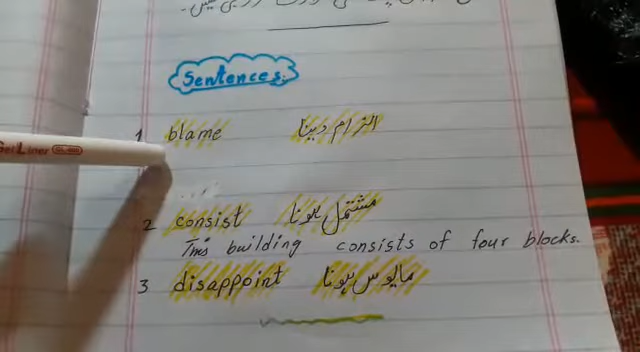 Sentences:
1 blame الزام دینا
2 consist مشتمل ہونا
This building consists of four blocks.
3 disappoint مایوس ہونا